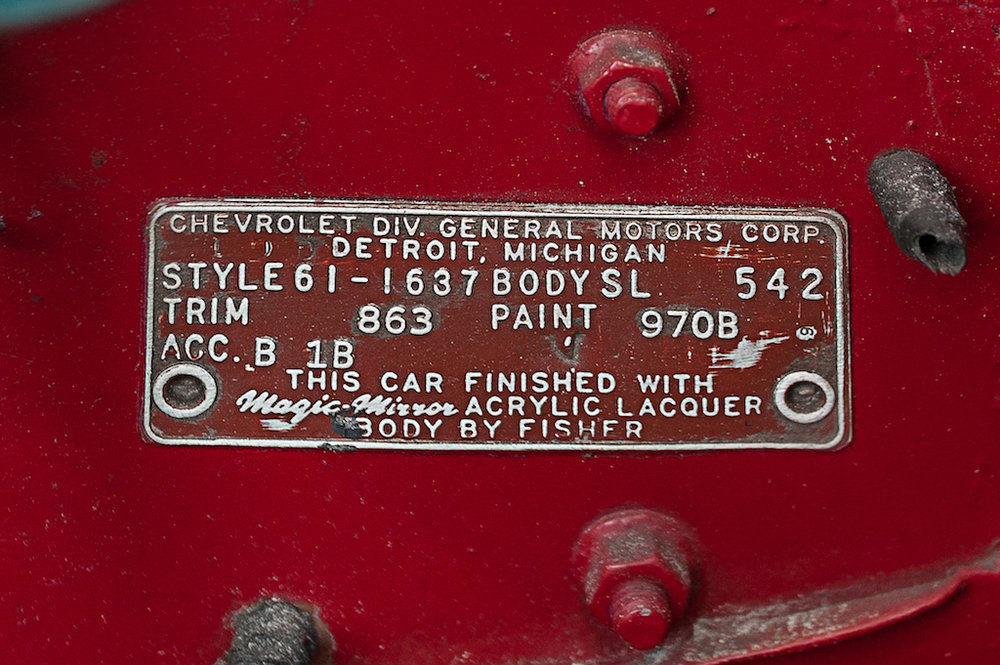 CHEVROLET DIV. GENERAL MOTORS CORP.
DETROIT, MICHIGAN
STYLE 61-1637 BODY SL 542
TRIM 863 PAINT 970B
ACC. B 1B
THIS CAR FINISHED WITH
Magic-Mirror ACRYLIC LACQUER
BODY BY FISHER